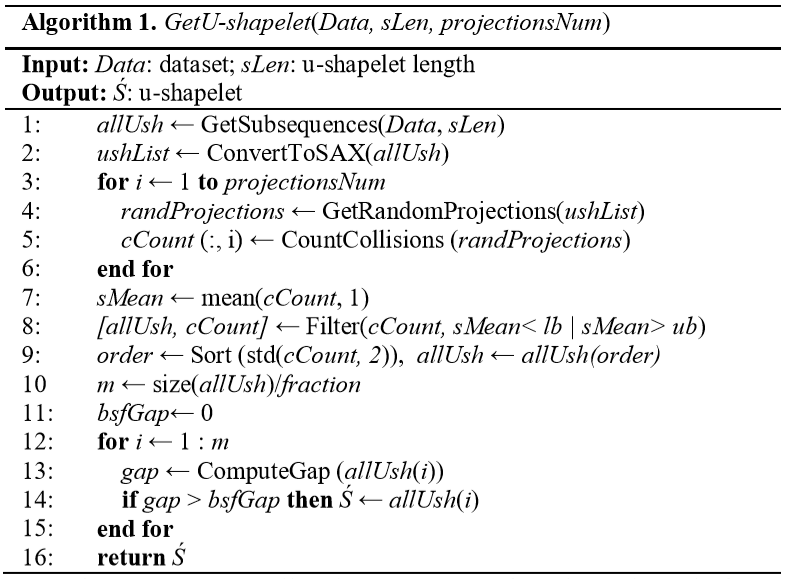 Algorithm 1. GetU-shapelet(Data, sLen, projectionsNum)
Input: Data: dataset; sLen: u-shapelet length
Output: Ś: u-shapelet
1: allUsh ← GetSubsequences(Data, sLen)
2: ushList ← ConvertToSAX(allUsh)
3: for i ← 1 to projectionsNum
4: randProjections ← GetRandomProjections(ushList)
5: cCount (:, i) ← CountCollisions (randProjections)
6: end for
7: sMean ← mean(cCount, 1)
8: [allUsh, cCount] ← Filter(cCount, sMean< lb | sMean> ub)
9: order ← Sort (std(cCount, 2)), allUsh ← allUsh(order)
10 m ← size(allUsh)/fraction
11: bsfGap← 0
12: for i ← 1 : m
13: gap ← ComputeGap (allUsh(i))
14: if gap > bsfGap then Ś ← allUsh(i)
15: end for
16: return Ś